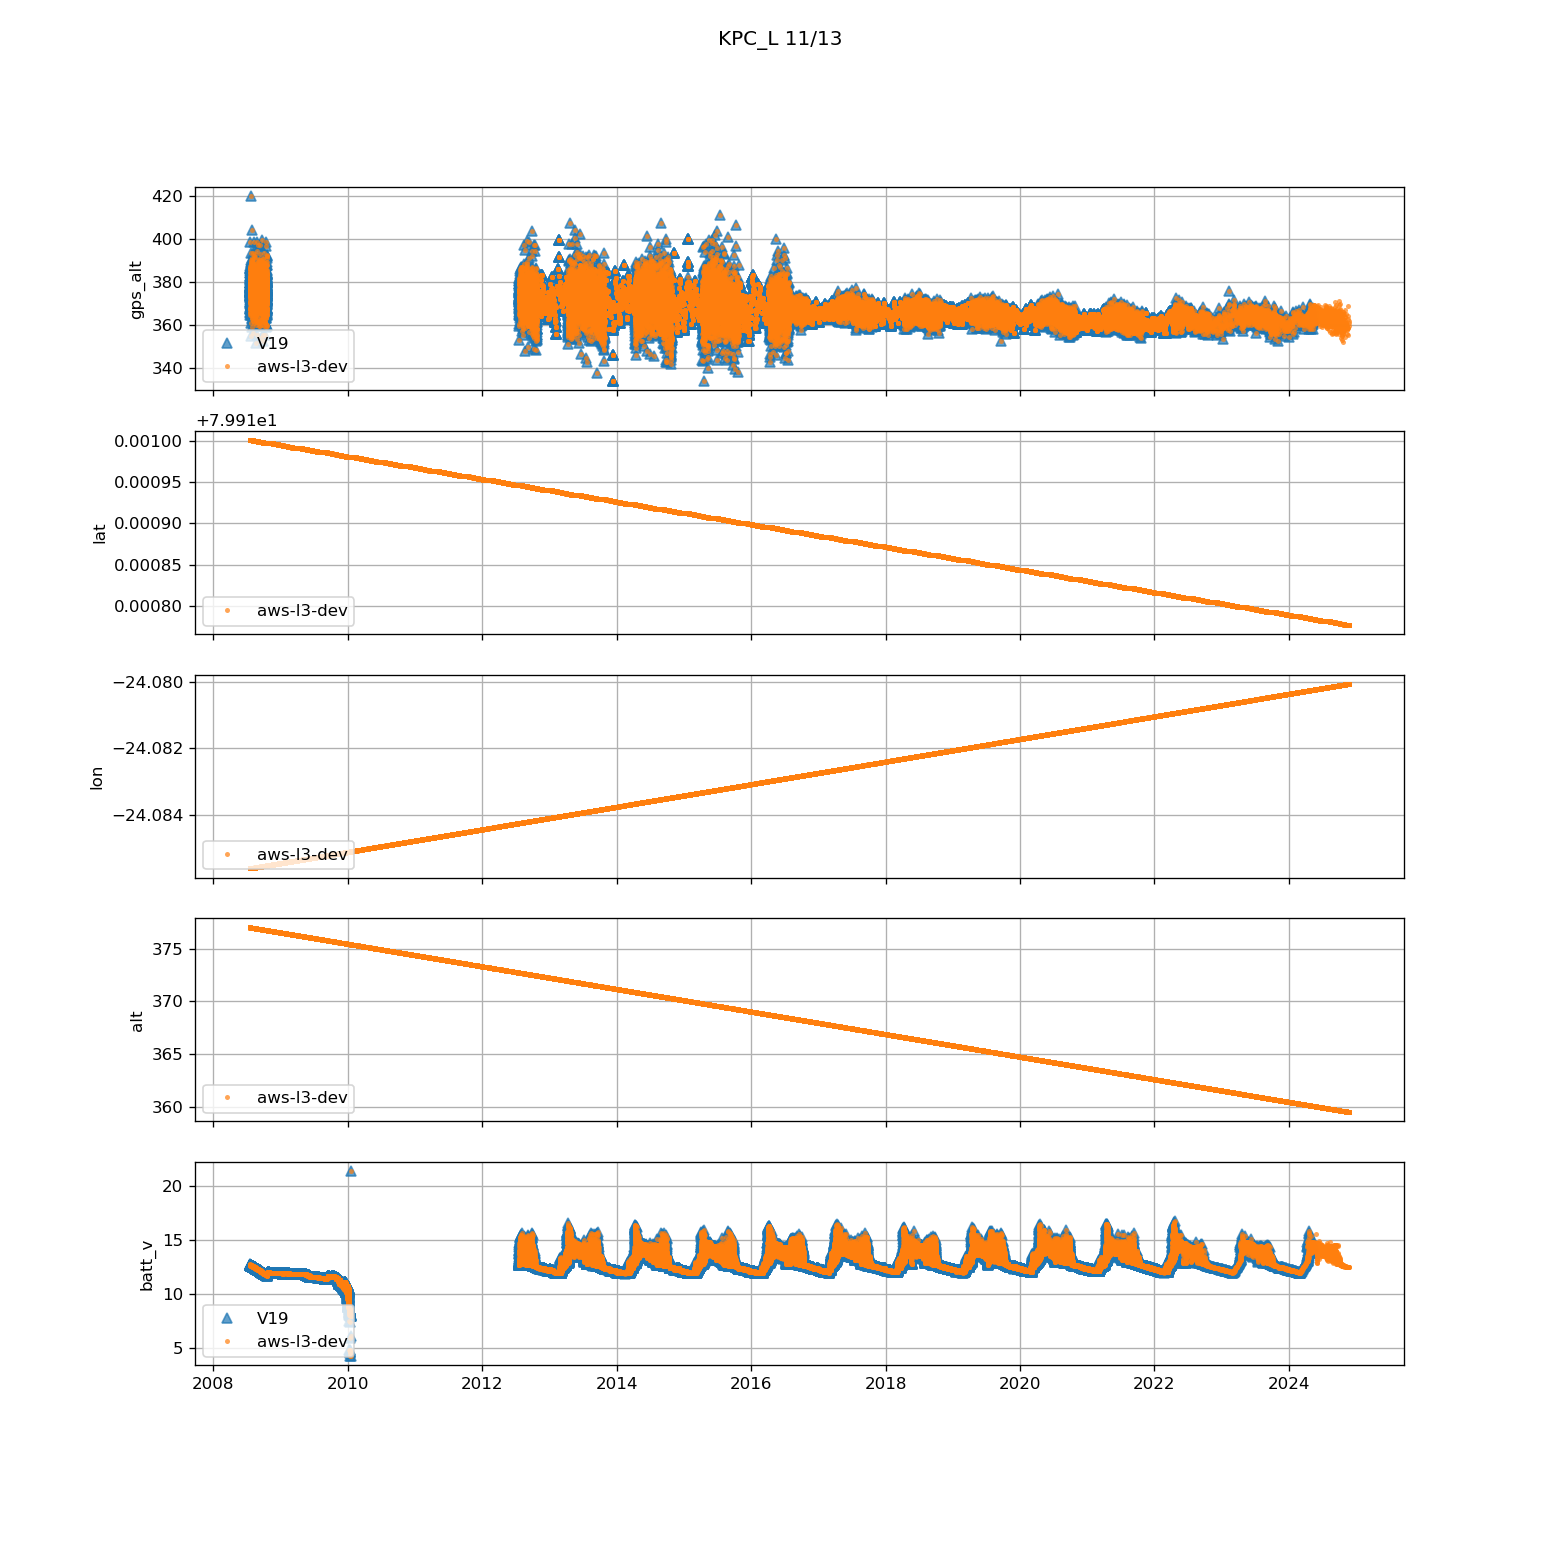 KPC_L 11/13
420
400
380
360
340
gps_alt
V19
aws-l3-dev
+7.991e1
0.00100
0.00095
0.00090
0.00085
0.00080
lat
aws-l3-dev
−24.080
−24.082
−24.084
lon
aws-l3-dev
375
370
365
360
alt
aws-l3-dev
20
15
10
5
batt_v
V19
aws-l3-dev
2008 2010 2012 2014 2016 2018 2020 2022 2024